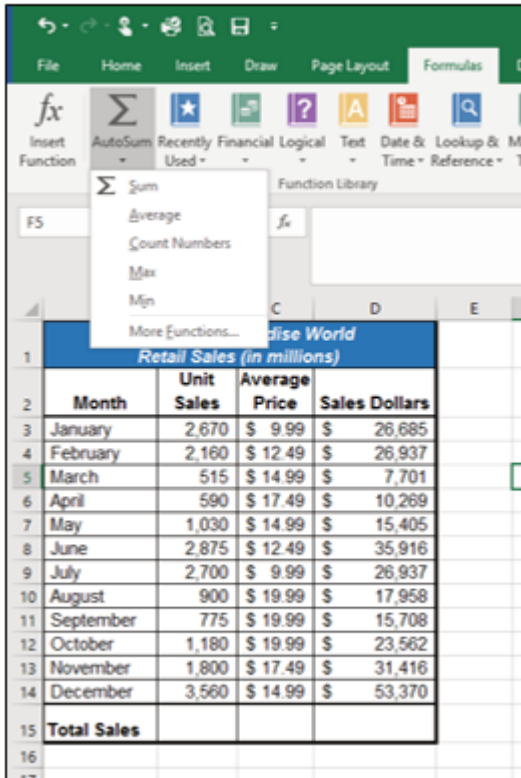 File Home Insert Draw Page Layout Formulas
fx Insert Function
AutoSum
Recently Used
Financial
Logical
Text
Date & Time
Lookup & Reference
Function Library
Sum
Average
Count Numbers
Max
Min
More Functions...
F5 fx
C D E
1 dise World
Retail Sales (in millions)
2 Month Unit Sales Average Price Sales Dollars
3 January 2,670 $ 9.99 $ 26,685
4 February 2,160 $ 12.49 $ 26,937
5 March 515 $ 14.99 $ 7,701
6 April 590 $ 17.49 $ 10,269
7 May 1,030 $ 14.99 $ 15,405
8 June 2,875 $ 12.49 $ 35,916
9 July 2,700 $ 9.99 $ 26,937
10 August 900 $ 19.99 $ 17,958
11 September 775 $ 19.99 $ 15,708
12 October 1,180 $ 19.99 $ 23,562
13 November 1,800 $ 17.49 $ 31,416
14 December 3,560 $ 14.99 $ 53,370
15 Total Sales
16